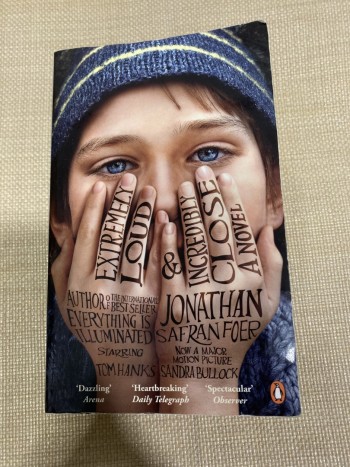 EXTREMELY
LOUD
&
INCREDIBLY
CLOSE
A NOVEL
AUTHOR OF THE INTERNATIONAL
BEST SELLER
EVERYTHING IS
ILLUMINATED
JONATHAN
SAFRAN FOER
STARRING
TOM HANKS
NOW A MAJOR
MOTION PICTURE
SANDRA BULLOCK
‘Dazzling’
Arena
‘Heartbreaking’
Daily Telegraph
‘Spectacular’
Observer